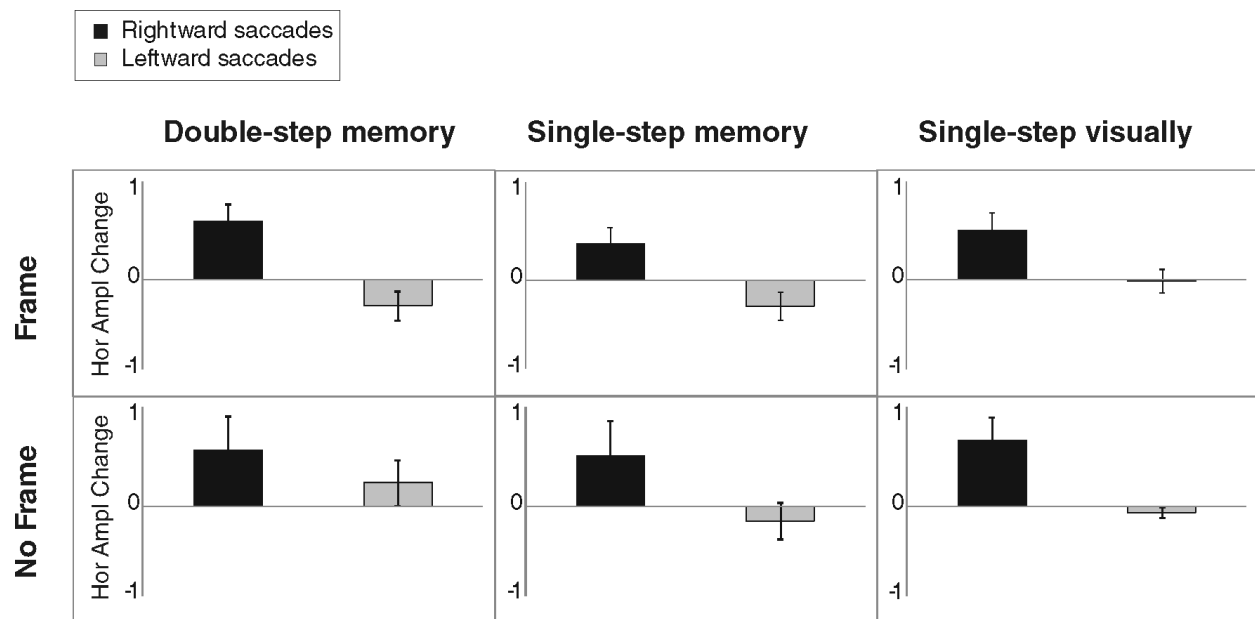 Rightward saccades
Leftward saccades
Double-step memory
Single-step memory
Single-step visually
Frame
Hor Ampl Change
1
0
-1
1
0
-1
1
0
-1
No Frame
Hor Ampl Change
1
0
-1
1
0
-1
1
0
-1